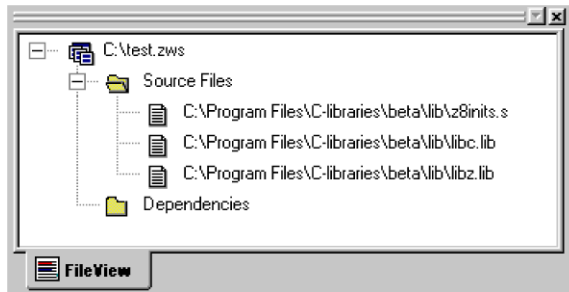 C:\test.zws
Source Files
C:\Program Files\C-libraries\beta\lib\z8inits.s
C:\Program Files\C-libraries\beta\lib\libc.lib
C:\Program Files\C-libraries\beta\lib\libz.lib
Dependencies
FileView